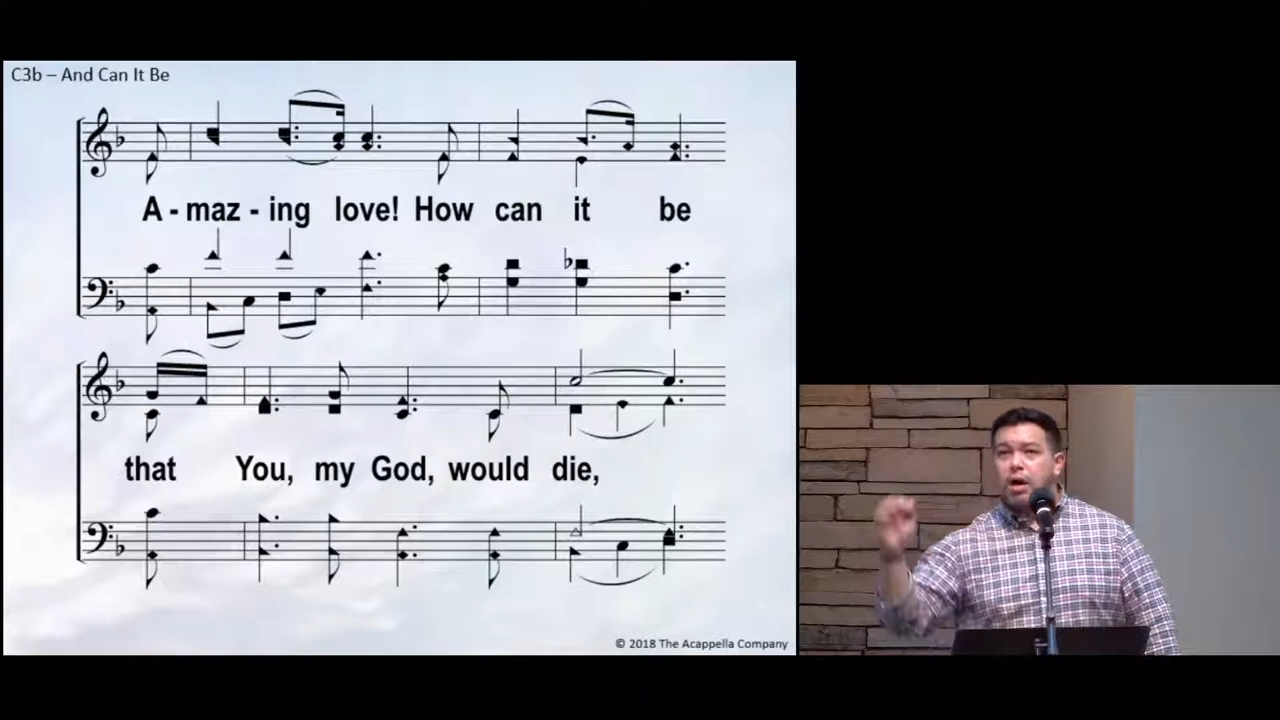 C3b – And Can It Be
A - maz - ing love! How can it be
that You, my God, would die,
© 2018 The Acappella Company